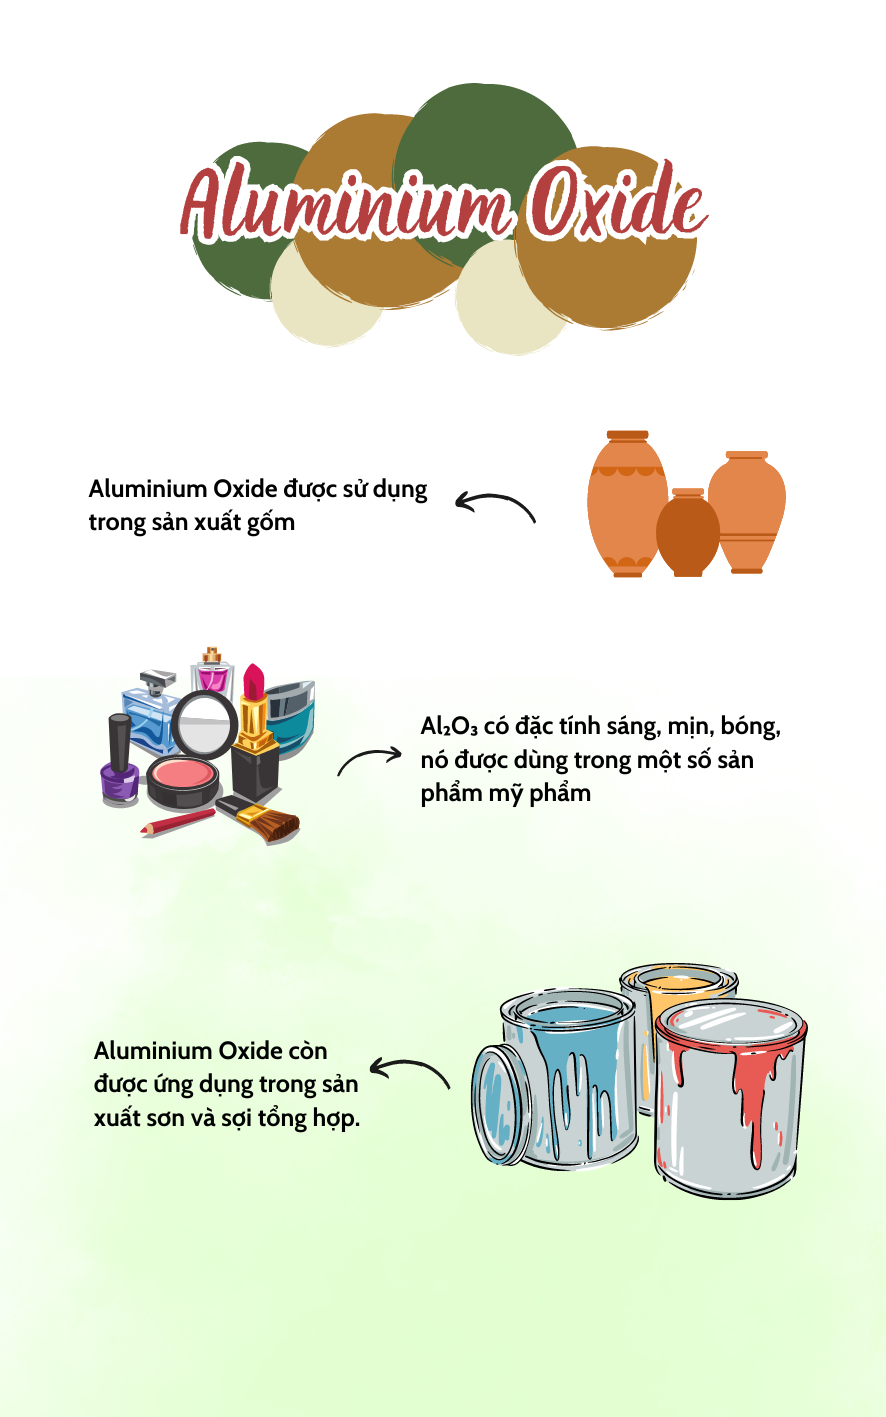 Aluminium Oxide
Aluminium Oxide được sử dụng
trong sản xuất gốm
Al₂O₃ có đặc tính sáng, mịn, bóng,
nó được dùng trong một số sản
phẩm mỹ phẩm
Aluminium Oxide còn
được ứng dụng trong sản
xuất sơn và sợi tổng hợp.